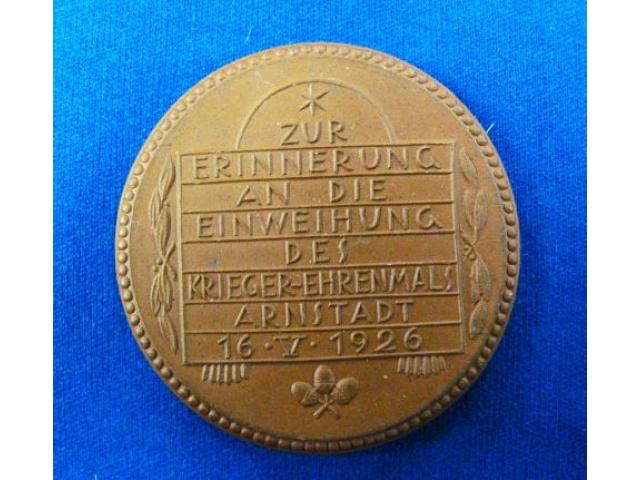 ZUR
ERINNERUNG
AN DIE
EINWEIHUNG
DES
KRIEGER-EHRENMALS
ARNSTADT
16·V·1926